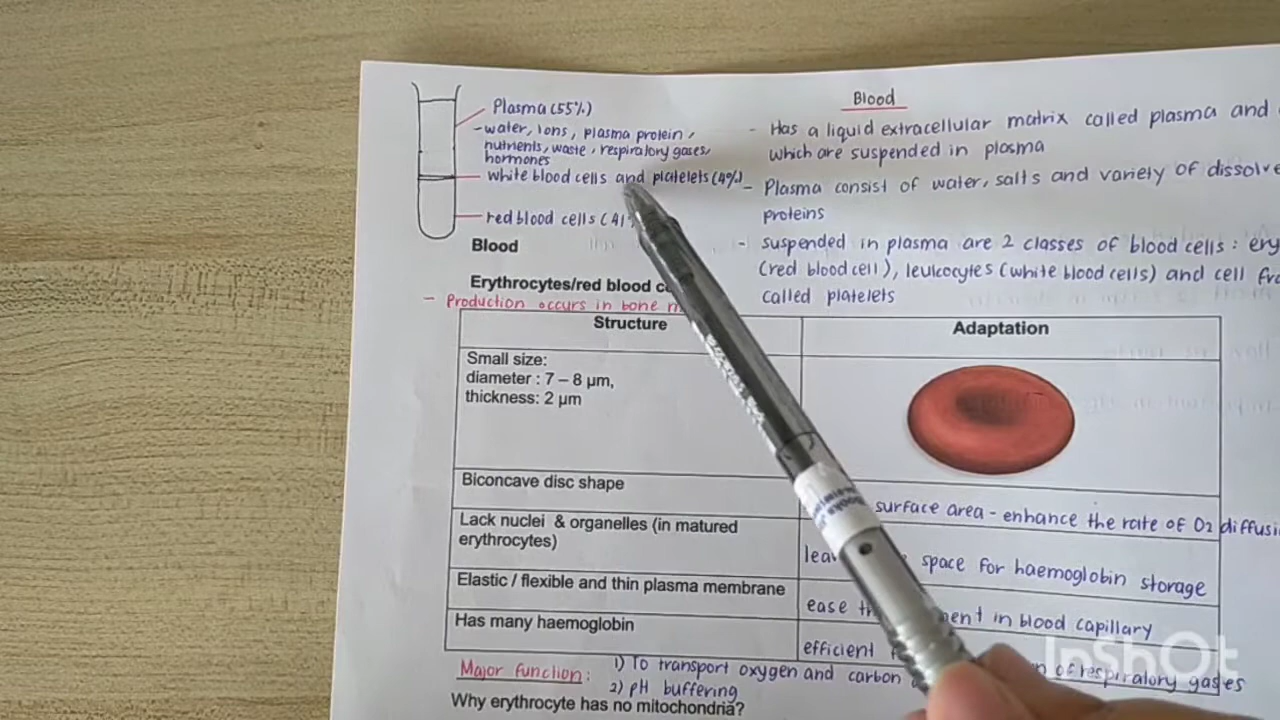 Plasma (55%)
- water, ions, plasma protein,
nutrients, waste, respiratory gases,
hormones
white blood cells and platelets (4%)
red blood cells (41%
Blood
- Has a liquid extracellular matrix called plasma and
which are suspended in plasma
- Plasma consist of water, salts and variety of
proteins
- suspended in plasma are 2 classes of blood cells :
(red blood cell), leukocytes (white blood cells) and cell
called platelets
Blood
Erythrocytes/red blood
- Production occurs in bone
Structure
Adaptation
Small size:
diameter : 7 – 8 µm,
thickness: 2 µm
Biconcave disc shape
surface area - enhance the rate of O2
Lack nuclei & organelles (in matured
erythrocytes)
space for haemoglobin storage
Elastic / flexible and thin plasma membrane
ease in blood capillary
Has many haemoglobin
efficient of respiratory gases
Major function: 1) To transport oxygen and carbon
2) pH buffering
Why erythrocyte has no mitochondria?
InShOt